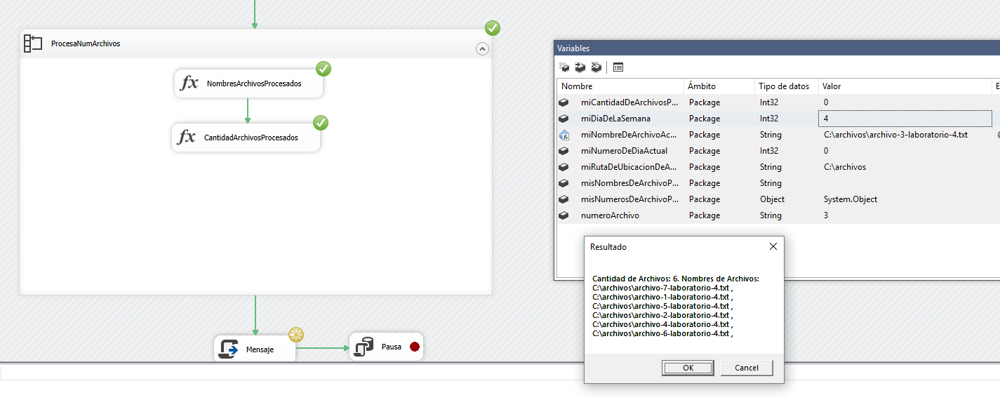 ProcesaNumArchivos
fx NombresArchivosProcesados
fx CantidadArchivosProcesados
Mensaje
Pausa
Variables
Nombre Ámbito Tipo de datos Valor E
miCantidadDeArchivosP... Package Int32 0
miDiaDeLaSemana Package Int32 4
miNombreDeArchivoAc... Package String C:\archivos\archivo-3-laboratorio-4.txt
miNumeroDeDiaActual Package Int32 0
miRutaDeUbicacionDeA... Package String C:\archivos
misNombresDeArchivoP... Package String
misNumerosDeArchivoP... Package Object System.Object
numeroArchivo Package String 3
Resultado
Cantidad de Archivos: 6. Nombres de Archivos:
C:\archivos\archivo-7-laboratorio-4.txt ,
C:\archivos\archivo-1-laboratorio-4.txt ,
C:\archivos\archivo-5-laboratorio-4.txt ,
C:\archivos\archivo-2-laboratorio-4.txt ,
C:\archivos\archivo-4-laboratorio-4.txt ,
C:\archivos\archivo-6-laboratorio-4.txt ,
OK Cancel